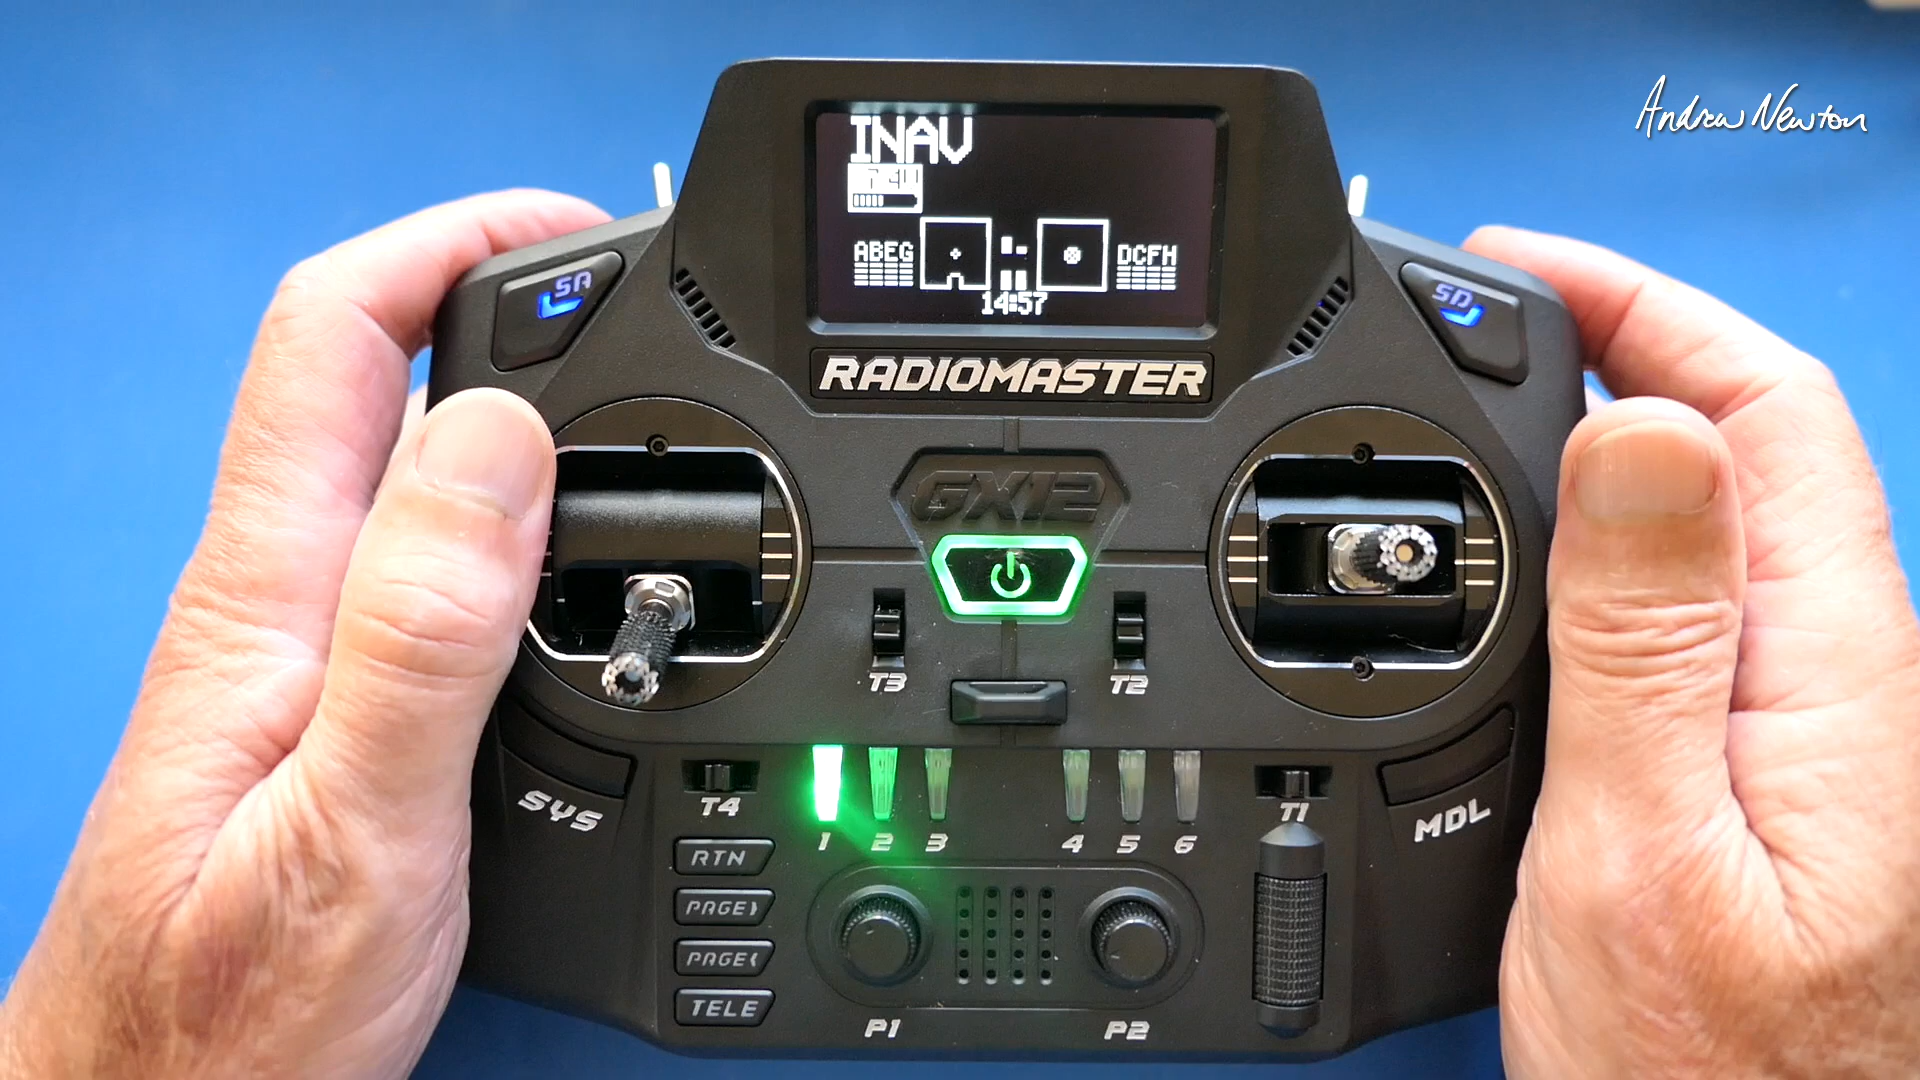 Andrew Newton
INAV
ABEG
DCFH
14:57
SA
SD
RADIOMASTER
GX12
T3
T2
T4
T1
SYS
MDL
1 2 3 4 5 6
RTN
PAGE>
PAGE<
TELE
P1
P2